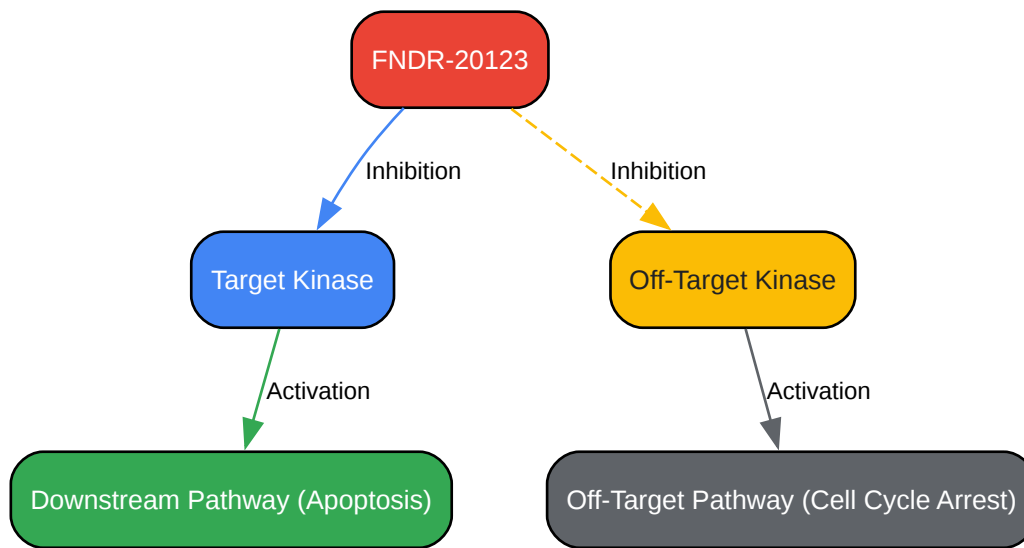 FNDR-20123
Inhibition
Inhibition
Target Kinase
Off-Target Kinase
Activation
Activation
Downstream Pathway (Apoptosis)
Off-Target Pathway (Cell Cycle Arrest)